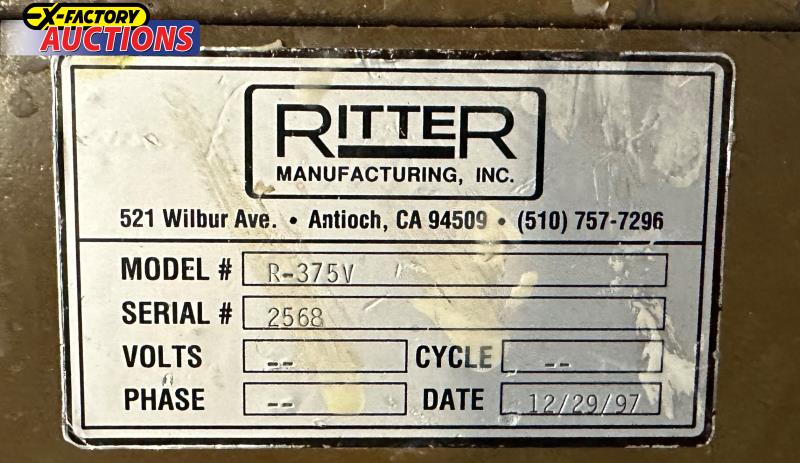 EX-FACTORY
AUCTIONS
RITTER
MANUFACTURING, INC.
521 Wilbur Ave. • Antioch, CA 94509 • (510) 757-7296
MODEL # R-375V
SERIAL # 2568
VOLTS -- CYCLE --
PHASE -- DATE 12/29/97